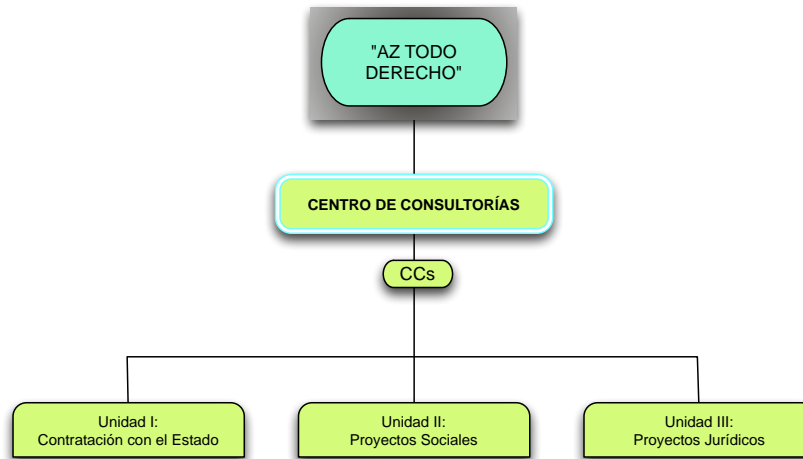 "AZ TODO
DERECHO"
CENTRO DE CONSULTORÍAS
CCs
Unidad I:
Contratación con el Estado
Unidad II:
Proyectos Sociales
Unidad III:
Proyectos Jurídicos